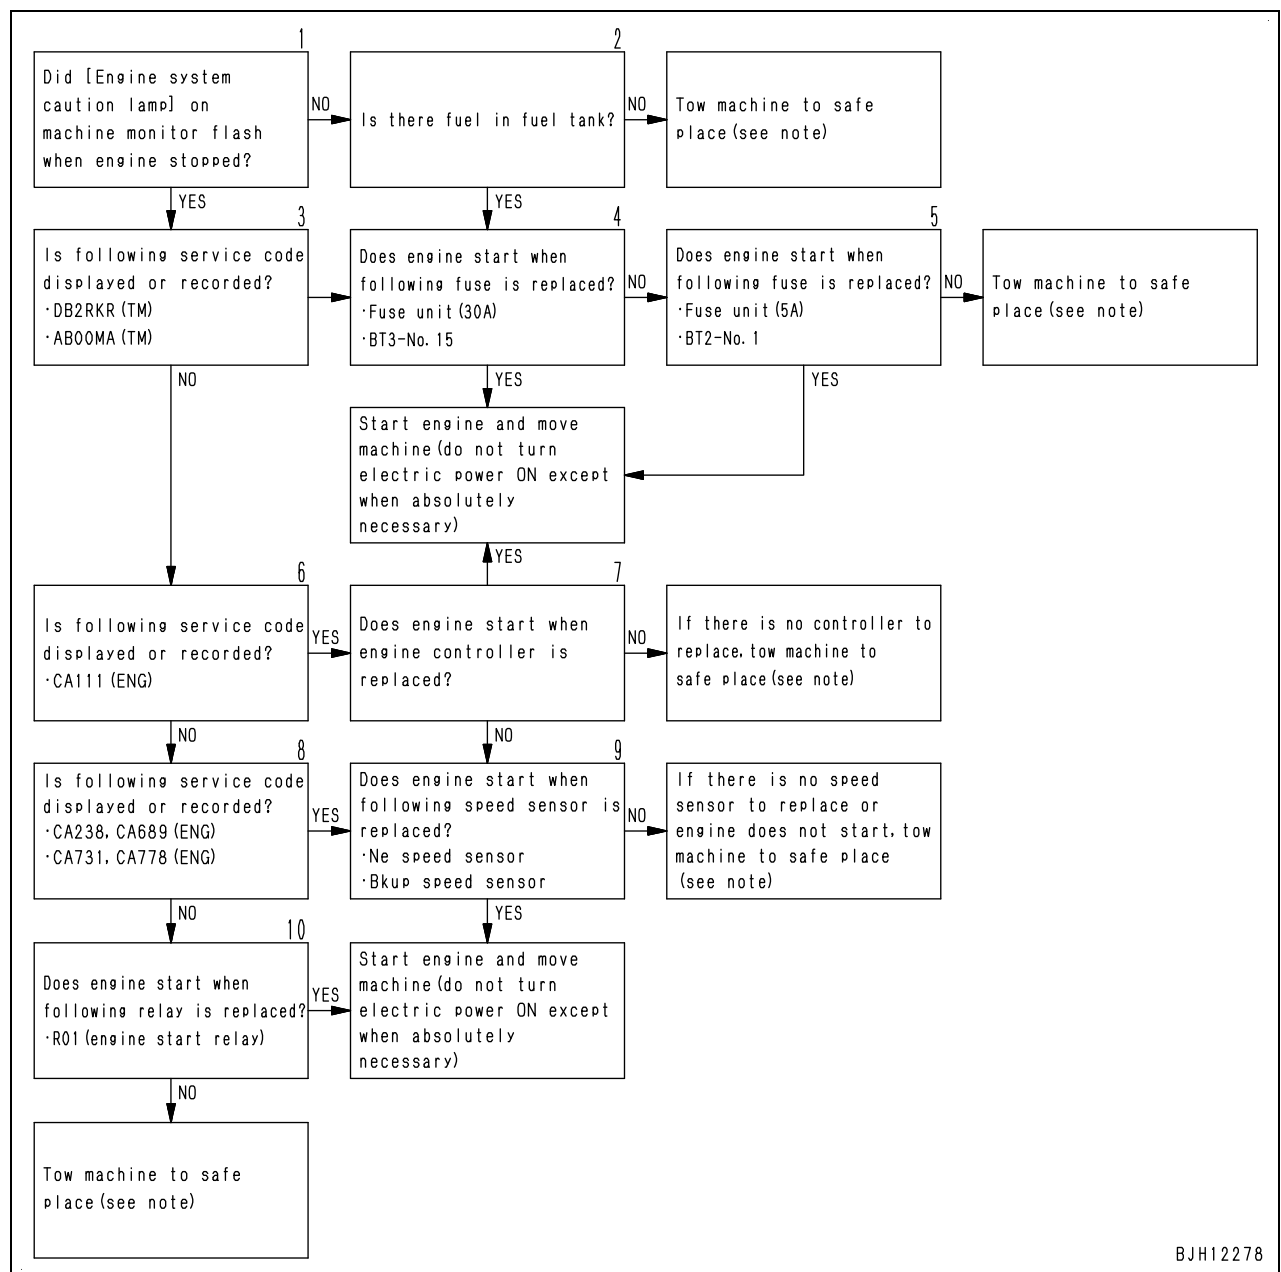 1
Did [Engine system
caution lamp] on
machine monitor flash
when engine stopped?
NO
2
Is there fuel in fuel tank?
NO
Tow machine to safe
place(see note)
YES
YES
3
Is following service code
displayed or recorded?
·DB2RKR(TM)
·AB00MA(TM)
4
Does engine start when
following fuse is replaced?
·Fuse unit(30A)
·BT3-No.15
NO
5
Does engine start when
following fuse is replaced?
·Fuse unit(5A)
·BT2-No.1
NO
Tow machine to safe
place(see note)
NO
YES
YES
Start engine and move
machine(do not turn
electric power ON except
when absolutely
necessary)
YES
6
Is following service code
displayed or recorded?
·CA111(ENG)
YES
7
Does engine start when
engine controller is
replaced?
NO
If there is no controller to
replace,tow machine to
safe place(see note)
NO
NO
8
Is following service code
displayed or recorded?
·CA238,CA689(ENG)
·CA731,CA778(ENG)
YES
9
Does engine start when
following speed sensor is
replaced?
·Ne speed sensor
·Bkup speed sensor
NO
If there is no speed
sensor to replace or
engine does not start,tow
machine to safe place
(see note)
NO
YES
10
Does engine start when
following relay is replaced?
·R01(engine start relay)
YES
Start engine and move
machine(do not turn
electric power ON except
when absolutely
necessary)
NO
Tow machine to safe
place(see note)
BJH12278